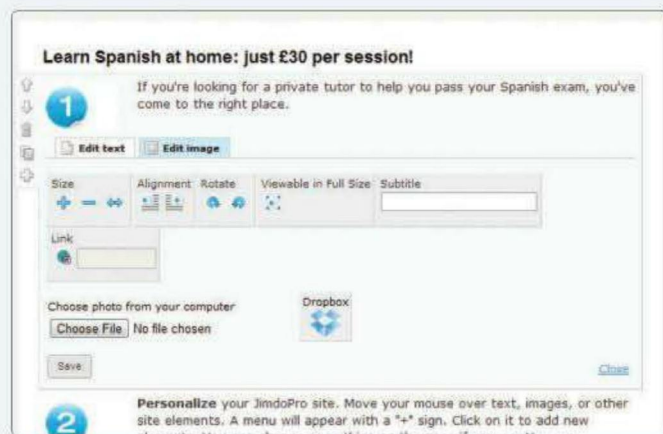 Learn Spanish at home: just £30 per session!
1
If you're looking for a private tutor to help you pass your Spanish exam, you've
come to the right place.
Edit text
Edit image
Size
Alignment
Rotate
Viewable in Full Size
Subtitle
Link
Choose photo from your computer
Dropbox
Choose File No file chosen
Save
Close
2
Personalize your JimdoPro site. Move your mouse over text, images, or other
site elements. A menu will appear with a "+" sign. Click on it to add new